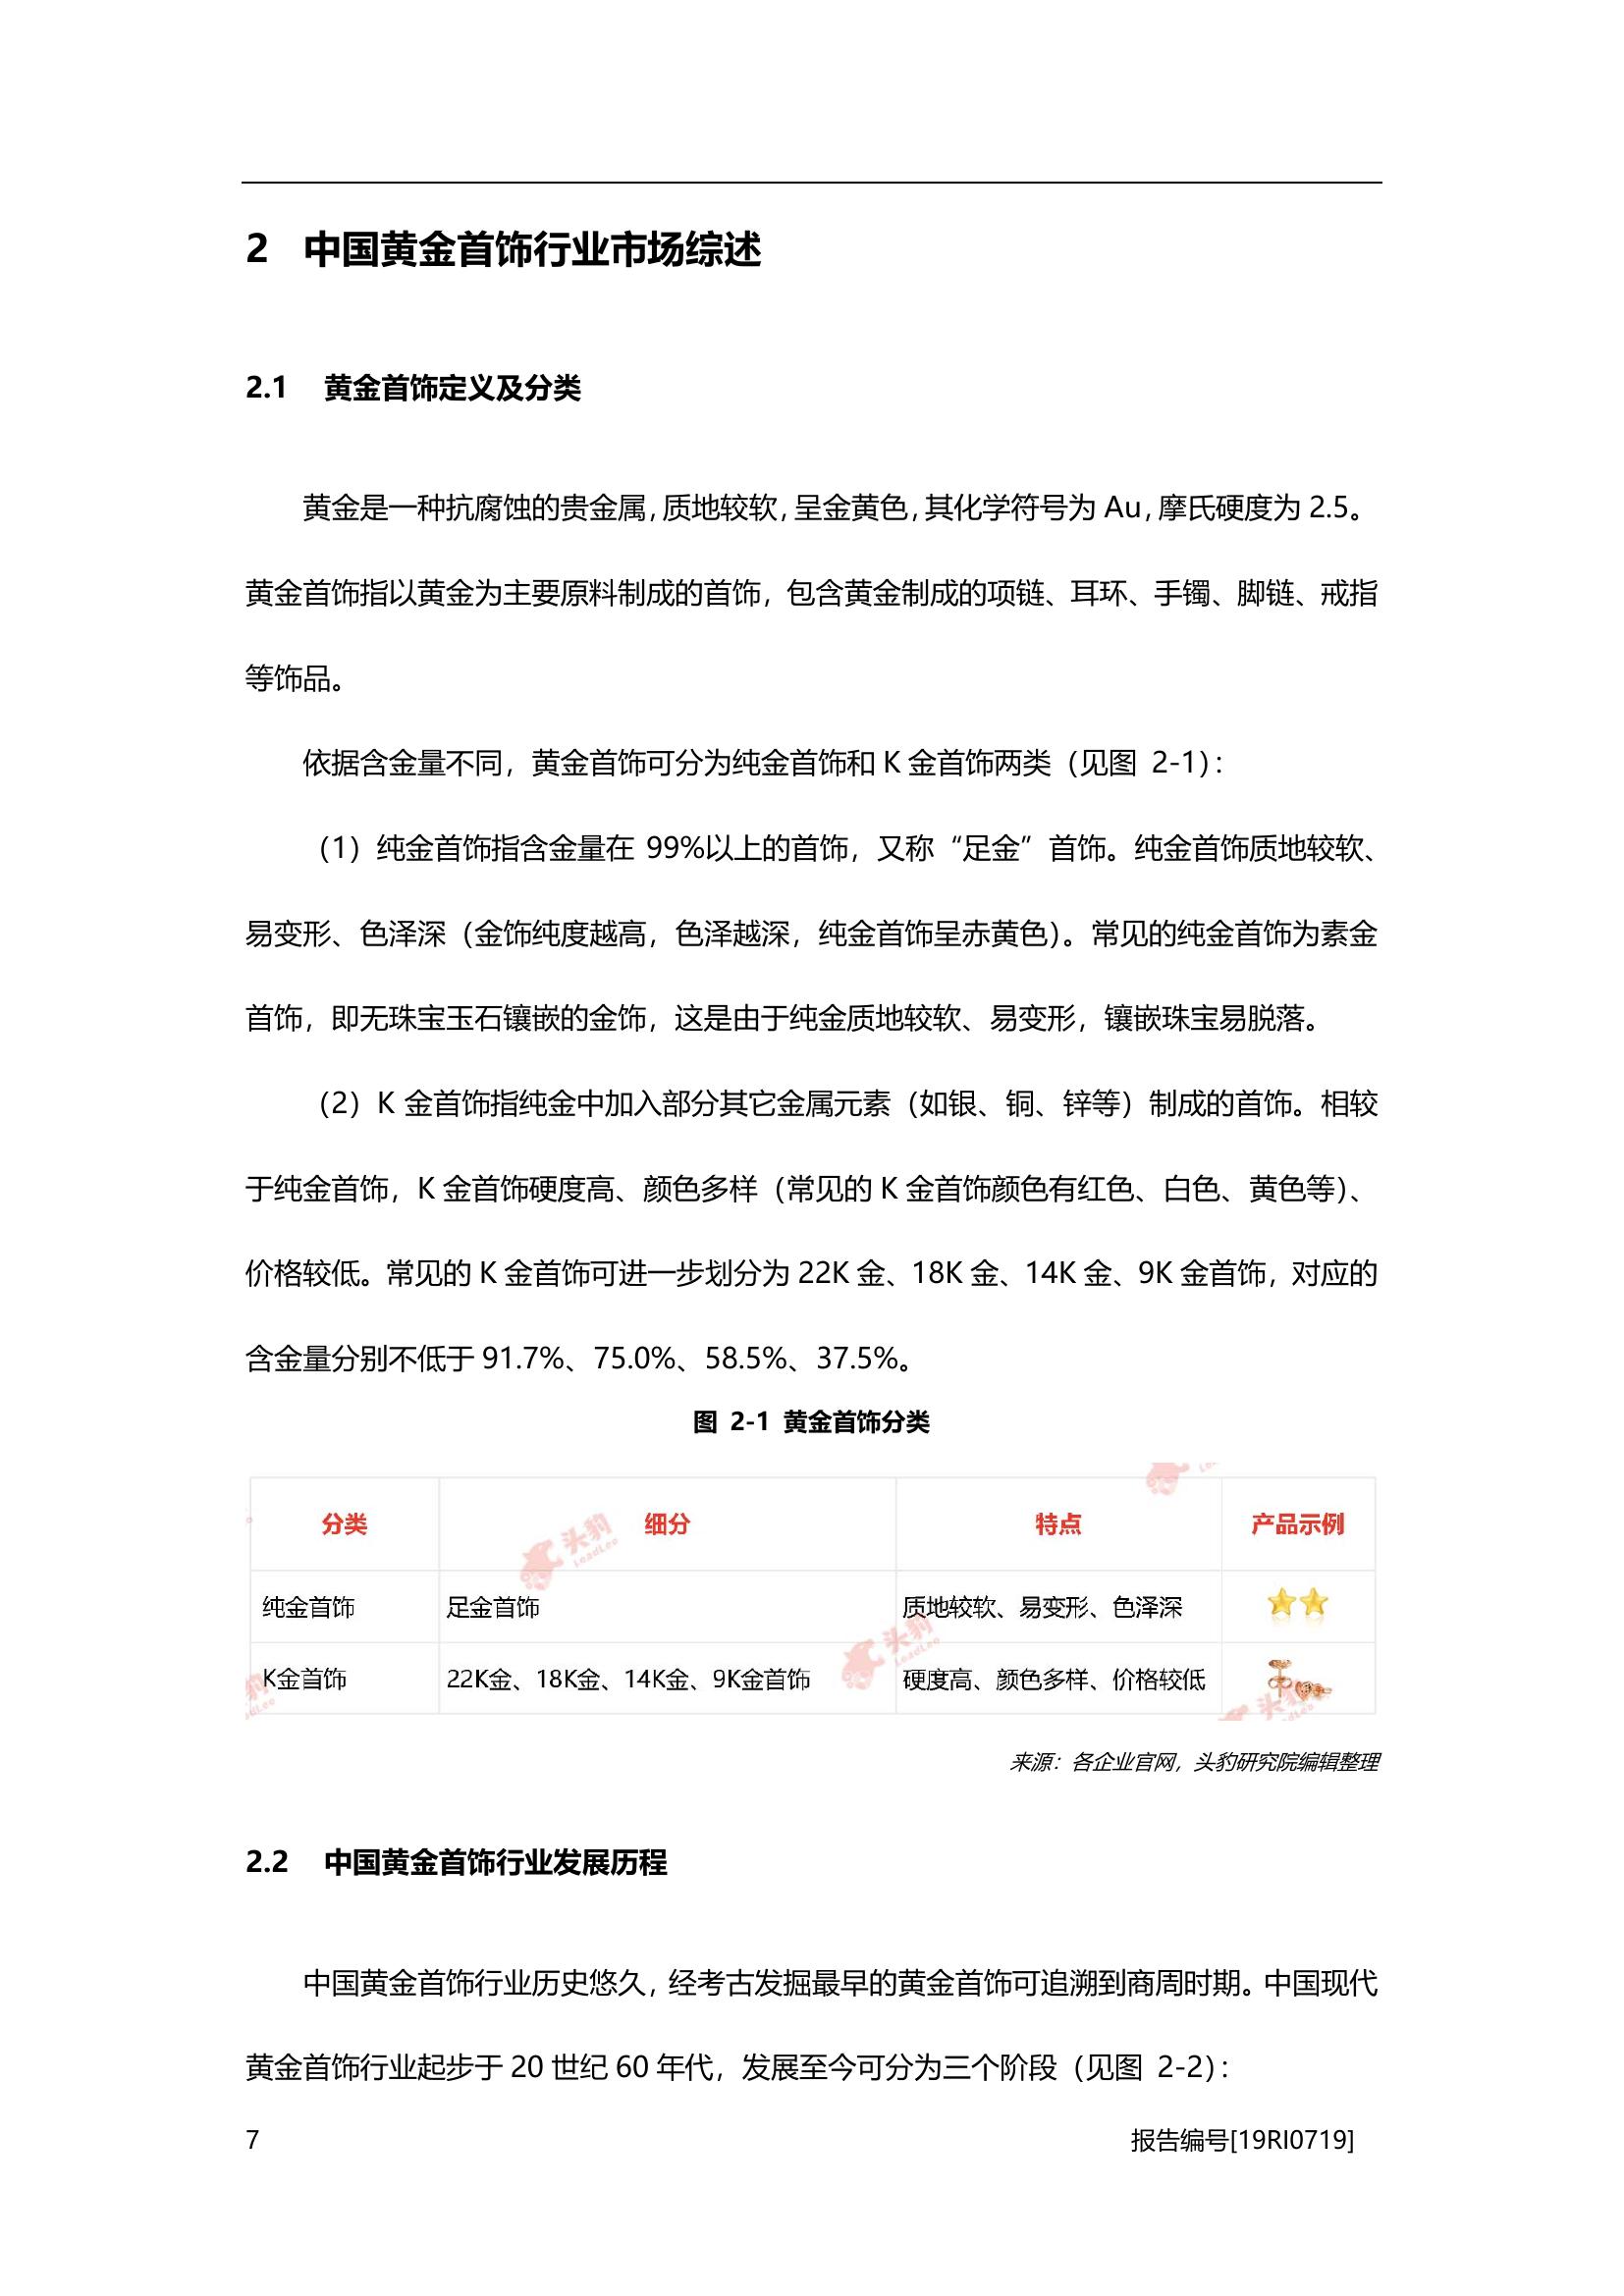 2 中国黄金首饰行业市场综述
2.1 黄金首饰定义及分类
黄金是一种抗腐蚀的贵金属，质地较软，呈金黄色，其化学符号为 Au，摩氏硬度为 2.5。
黄金首饰指以黄金为主要原料制成的首饰，包含黄金制成的项链、耳环、手镯、脚链、戒指
等饰品。
依据含金量不同，黄金首饰可分为纯金首饰和 K 金首饰两类（见图 2-1）：
（1）纯金首饰指含金量在 99%以上的首饰，又称“足金”首饰。纯金首饰质地较软、
易变形、色泽深（金饰纯度越高，色泽越深，纯金首饰呈赤黄色）。常见的纯金首饰为素金
首饰，即无珠宝玉石镶嵌的金饰，这是由于纯金质地较软、易变形，镶嵌珠宝易脱落。
（2）K 金首饰指纯金中加入部分其它金属元素（如银、铜、锌等）制成的首饰。相较
于纯金首饰，K 金首饰硬度高、颜色多样（常见的 K 金首饰颜色有红色、白色、黄色等）、
价格较低。常见的 K 金首饰可进一步划分为 22K 金、18K 金、14K 金、9K 金首饰，对应的
含金量分别不低于 91.7%、75.0%、58.5%、37.5%。
图 2-1 黄金首饰分类
分类 细分 特点 产品示例
头豹
LeadLeo
纯金首饰 足金首饰 质地较软、易变形、色泽深
头豹
LeadLeo
K金首饰 22K金、18K金、14K金、9K金首饰 硬度高、颜色多样、价格较低
来源：各企业官网，头豹研究院编辑整理
2.2 中国黄金首饰行业发展历程
中国黄金首饰行业历史悠久，经考古发掘最早的黄金首饰可追溯到商周时期。中国现代
黄金首饰行业起步于 20 世纪 60 年代，发展至今可分为三个阶段（见图 2-2）：
7 报告编号[19RI0719]